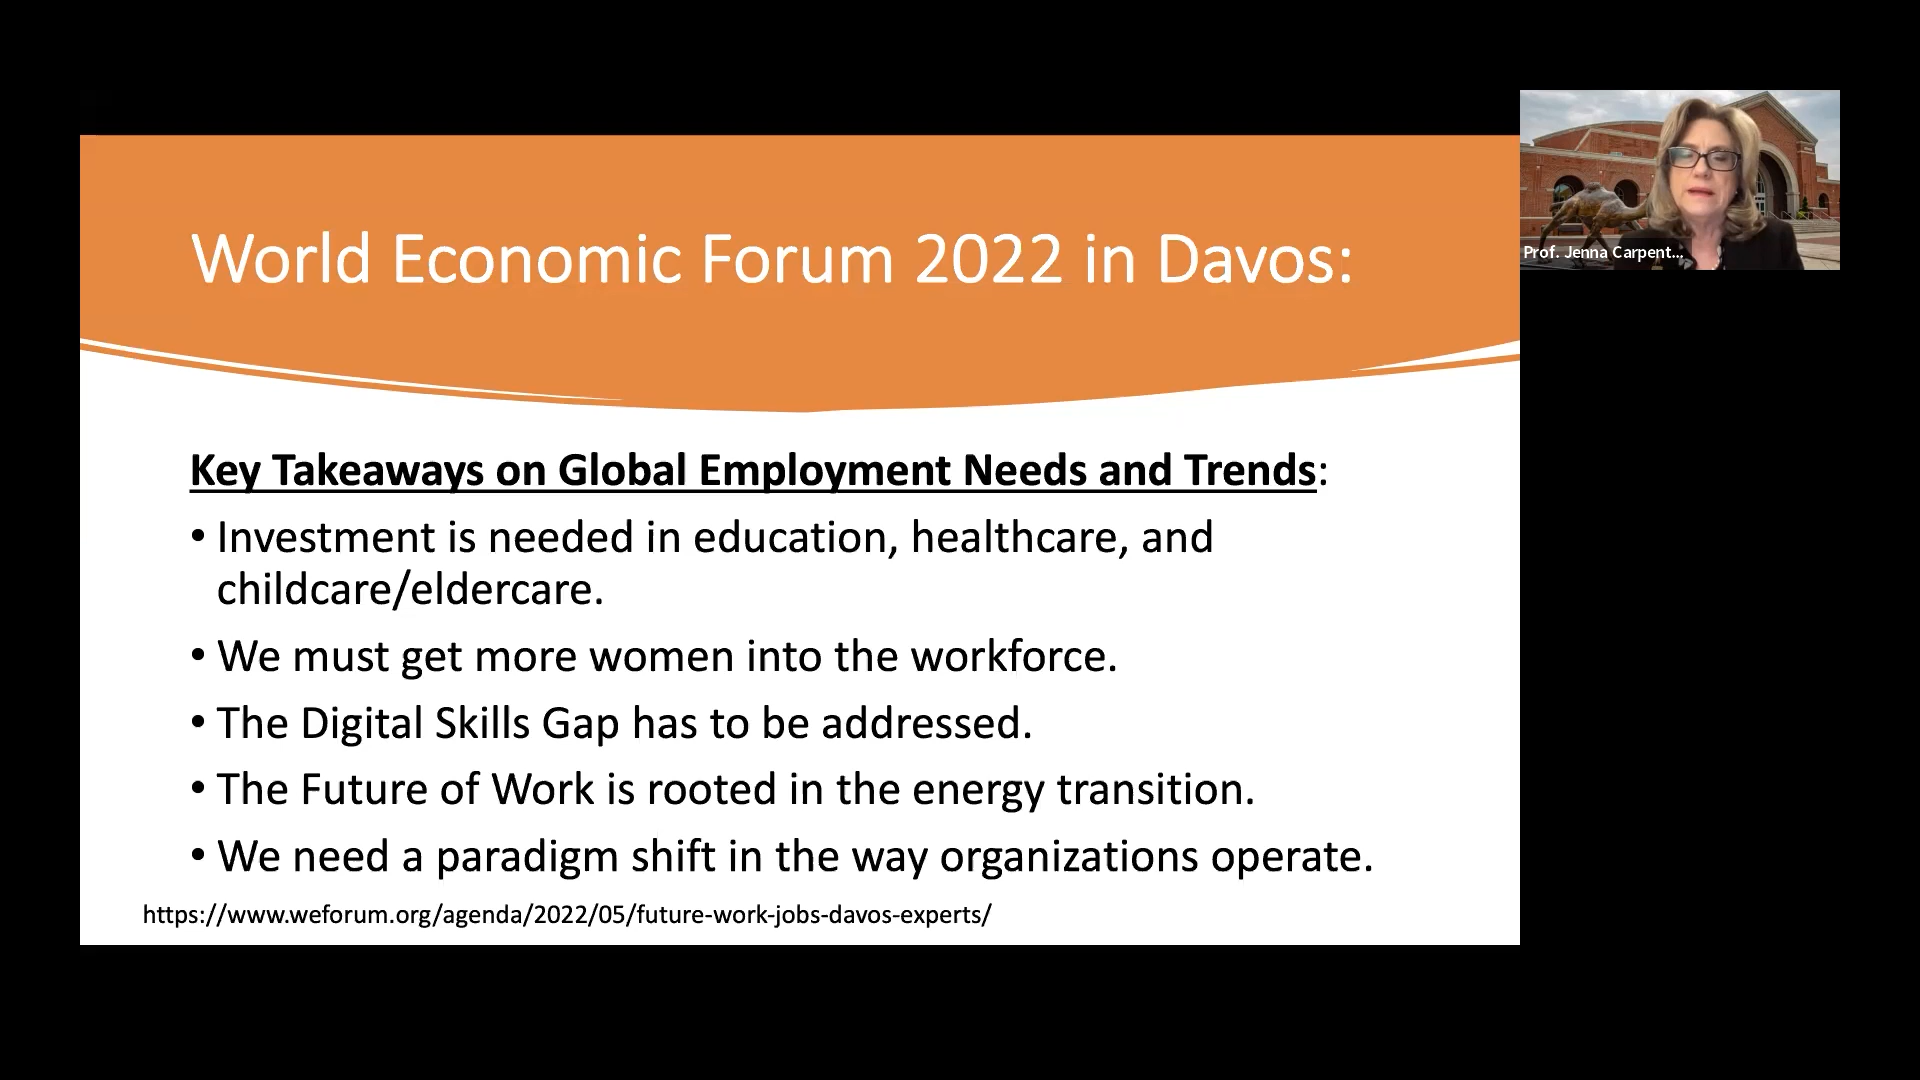 World Economic Forum 2022 in Davos:
Prof. Jenna Carpent...
Key Takeaways on Global Employment Needs and Trends:
• Investment is needed in education, healthcare, and
childcare/eldercare.
• We must get more women into the workforce.
• The Digital Skills Gap has to be addressed.
• The Future of Work is rooted in the energy transition.
• We need a paradigm shift in the way organizations operate.
https://www.weforum.org/agenda/2022/05/future-work-jobs-davos-experts/